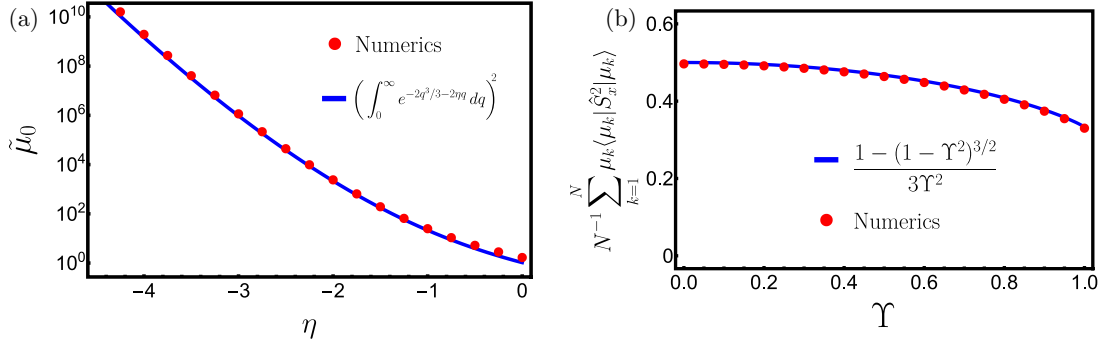 (a)
10^10
10^8
10^6
10^4
10^2
10^0
μ̃_0
Numerics
(∫_0^∞ e^{-2q^3/3-2ηq} dq)^2
−4 −3 −2 −1 0
η
(b)
0.6
0.4
0.2
0
N^{-1} ∑_{k=1}^{N} μ_k⟨μ_k|Ŝ_x^2|μ_k⟩
1−(1−ϒ^2)^{3/2}
3ϒ^2
Numerics
0.0 0.2 0.4 0.6 0.8 1.0
ϒ